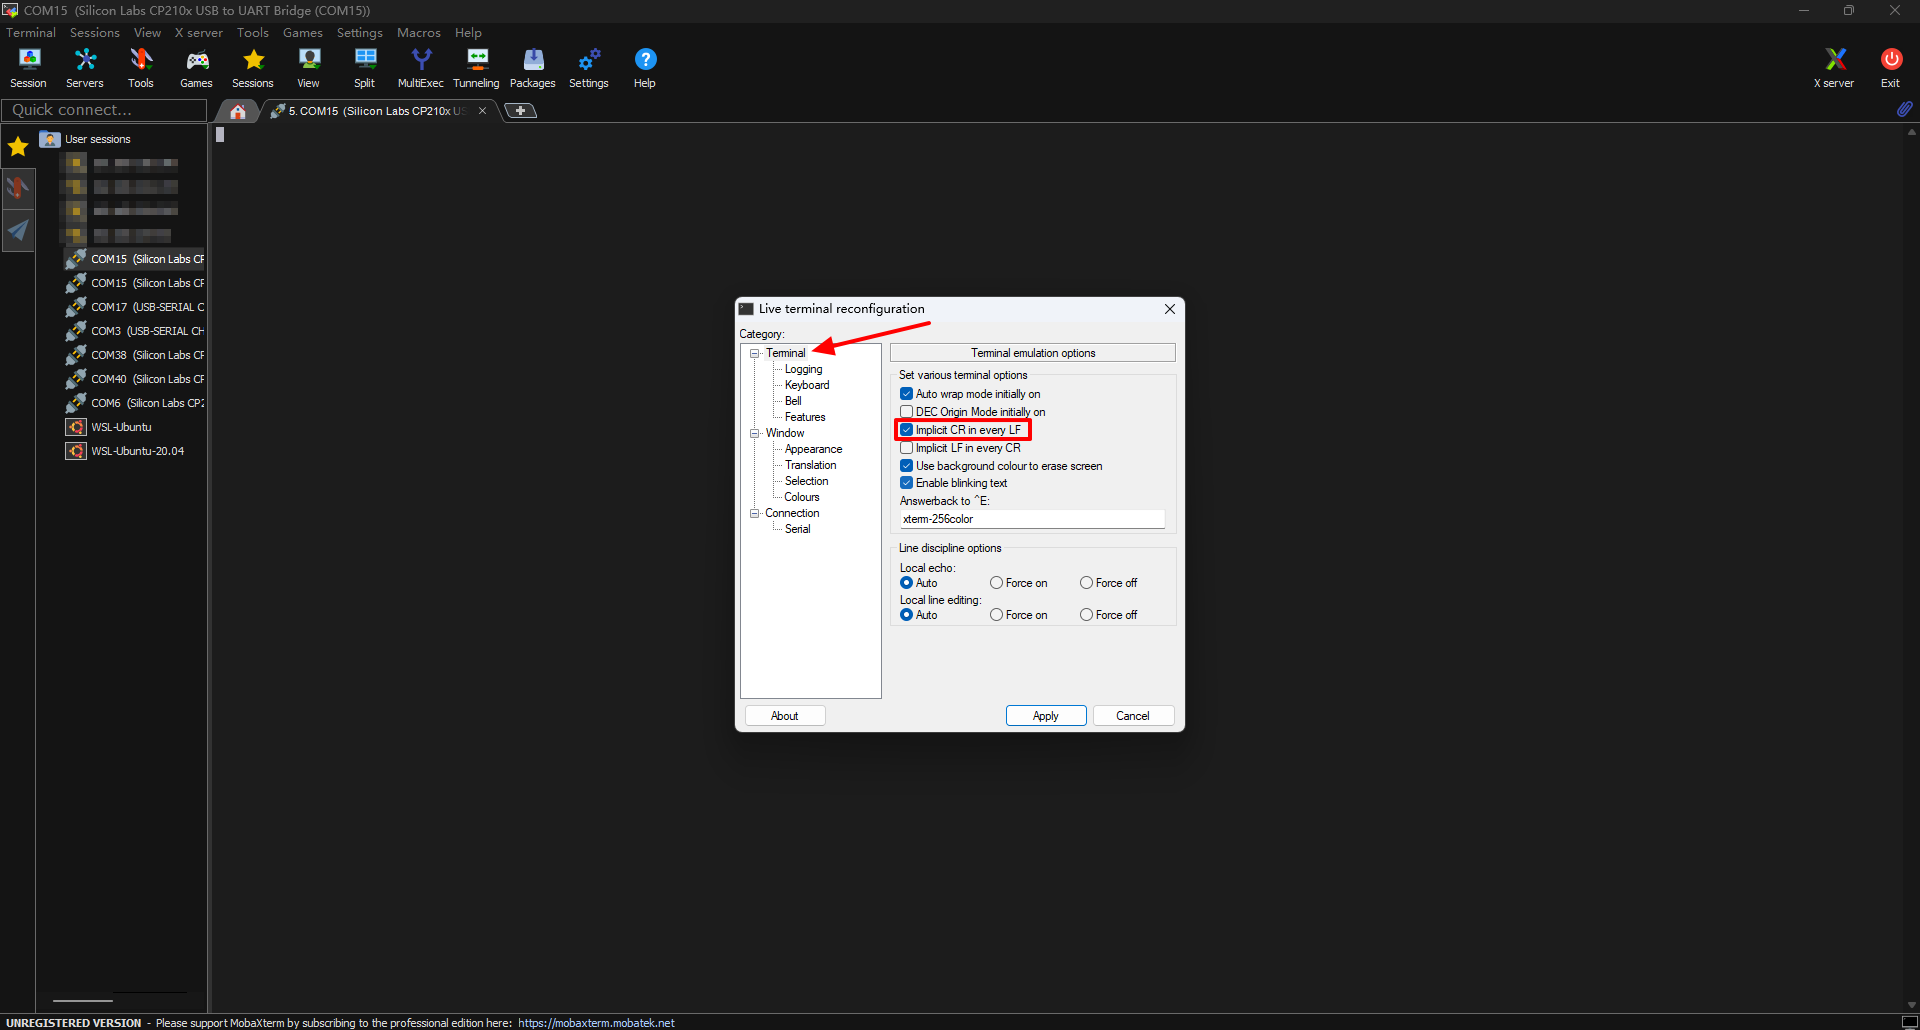 COM15  (Silicon Labs CP210x USB to UART Bridge (COM15))
Terminal Sessions View X server Tools Games Settings Macros Help
Session Servers Tools Games Sessions View Split MultiExec Tunneling Packages Settings Help X server Exit
Quick connect...
5. COM15  (Silicon Labs CP210x US
User sessions
COM15  (Silicon Labs CP
COM15  (Silicon Labs CP
COM17  (USB-SERIAL C
COM3  (USB-SERIAL CH
COM38  (Silicon Labs CP
COM40  (Silicon Labs CP
COM6  (Silicon Labs CP2
WSL-Ubuntu
WSL-Ubuntu-20.04
Live terminal reconfiguration
Category:
Terminal
Logging
Keyboard
Bell
Features
Window
Appearance
Translation
Selection
Colours
Connection
Serial
Terminal emulation options
Set various terminal options
Auto wrap mode initially on
DEC Origin Mode initially on
Implicit CR in every LF
Implicit LF in every CR
Use background colour to erase screen
Enable blinking text
Answerback to ^E:
xterm-256color
Line discipline options
Local echo:
Auto Force on Force off
Local line editing:
Auto Force on Force off
About Apply Cancel
UNREGISTERED VERSION  -  Please support MobaXterm by subscribing to the professional edition here:  https://mobaxterm.mobatek.net